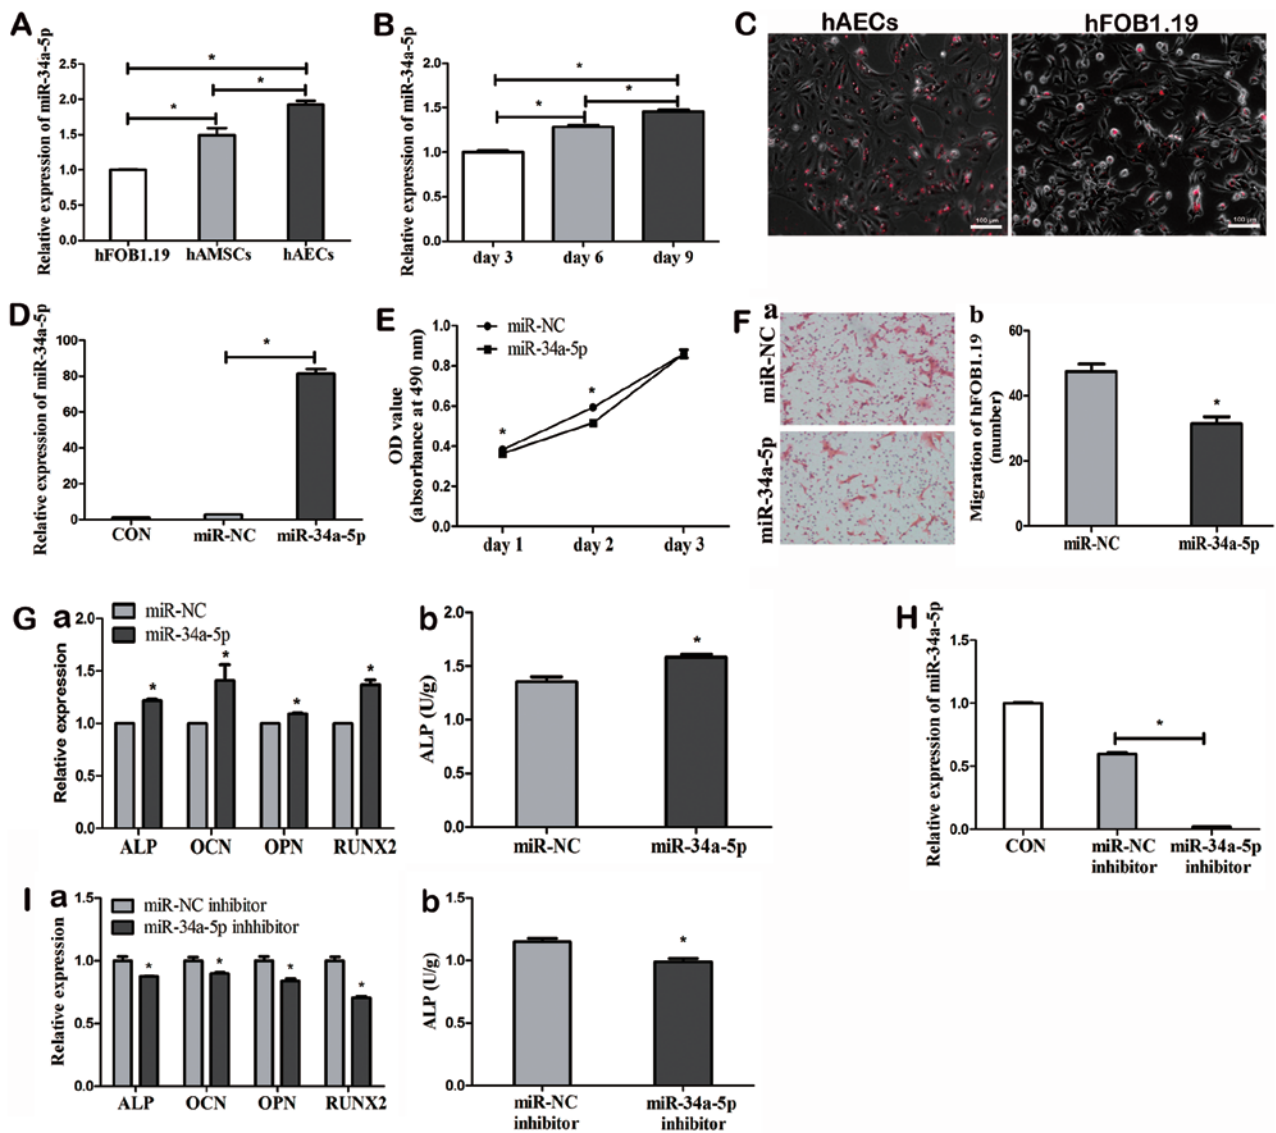 A
Relative expression of miR-34a-5p
2.5
2.0
1.5
1.0
0.5
0.0
*
*
*
hFOB1.19 hAMSCs hAECs
B
Relative expression of miR-34a-5p
2.0
1.5
1.0
0.5
0.0
*
*
*
day 3 day 6 day 9
C
hAECs hFOB1.19
100 µm
100 µm
D
Relative expression of miR-34a-5p
100
80
60
40
20
0
*
CON miR-NC miR-34a-5p
E
OD value
(absorbance at 490 nm)
1.0
0.8
0.6
0.4
0.2
0.0
miR-NC
miR-34a-5p
*
*
day 1 day 2 day 3
F
a
miR-NC
miR-34a-5p
b
Migration of hFOB1.19
(number)
60
40
20
0
*
miR-NC miR-34a-5p
G
a
miR-NC
miR-34a-5p
Relative expression
2.0
1.5
1.0
0.5
0.0
* * * *
ALP OCN OPN RUNX2
b
ALP (U/g)
2.0
1.5
1.0
0.5
0.0
*
miR-NC miR-34a-5p
H
Relative expression of miR-34a-5p
1.5
1.0
0.5
0.0
*
CON miR-NC miR-34a-5p
inhibitor inhibitor
I
a
miR-NC inhibitor
miR-34a-5p inhhibitor
Relative expression
1.5
1.0
0.5
0.0
* * * *
ALP OCN OPN RUNX2
b
ALP (U/g)
1.5
1.0
0.5
0.0
*
miR-NC miR-34a-5p
inhibitor inhibitor